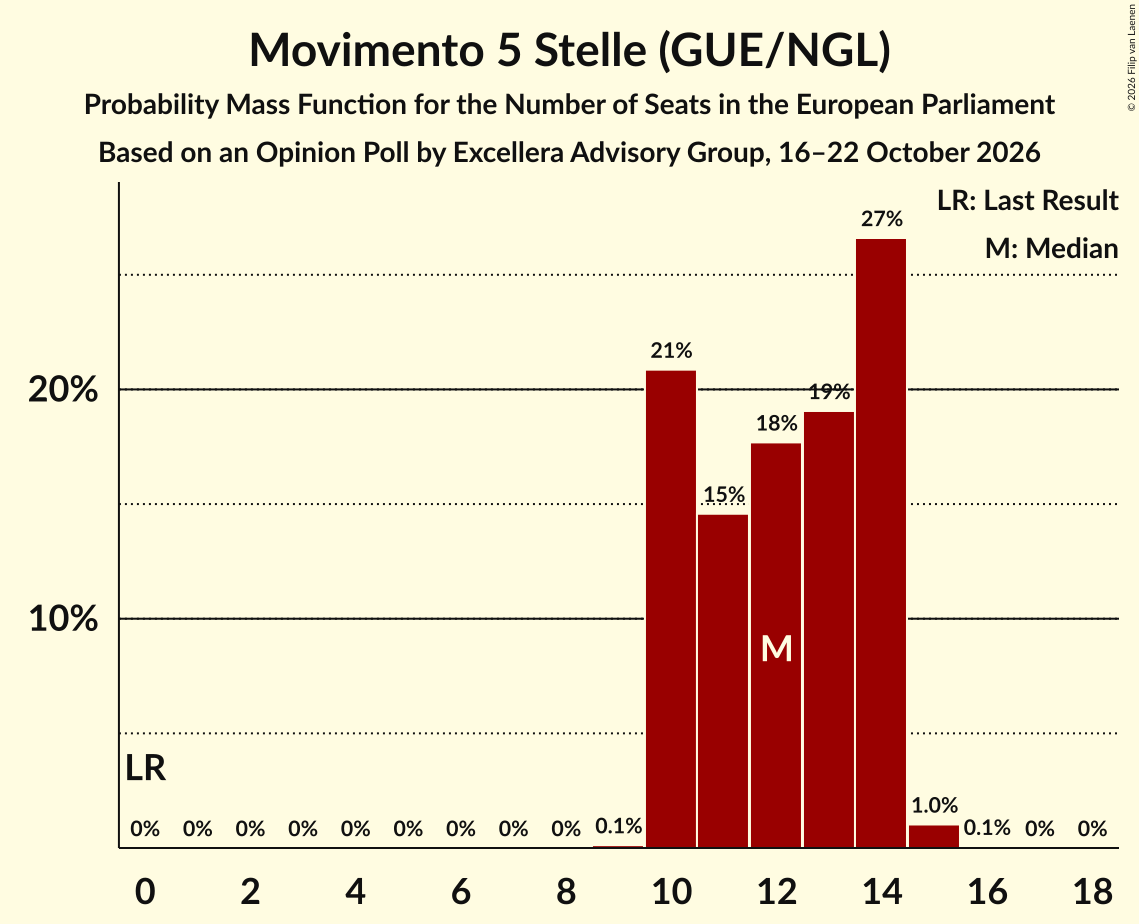 Movimento 5 Stelle (GUE/NGL)
Probability Mass Function for the Number of Seats in the European Parliament
Based on an Opinion Poll by Excellera Advisory Group, 16–22 October 2026
© 2026 Filip van Laenen
LR: Last Result
M: Median
27%
21%
20%
19%
18%
15%
10%
M
LR
0% 0% 0% 0% 0% 0% 0% 0% 0% 0.1% 1.0% 0.1% 0% 0%
0 2 4 6 8 10 12 14 16 18